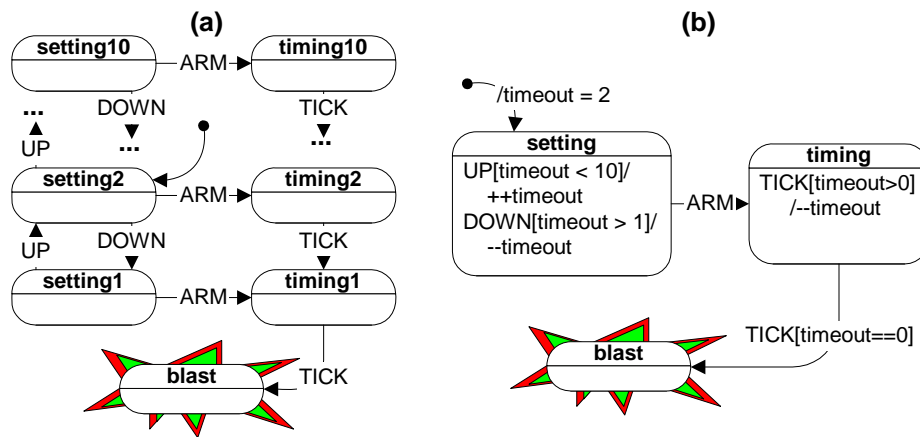 (a)
setting10
timing10
ARM
DOWN
TICK
...
...
...
UP
setting2
timing2
ARM
DOWN
TICK
UP
setting1
timing1
ARM
blast
TICK
(b)
/timeout = 2
setting
UP[timeout < 10]/
++timeout
DOWN[timeout > 1]/
--timeout
ARM
timing
TICK[timeout>0]
/--timeout
TICK[timeout==0]
blast